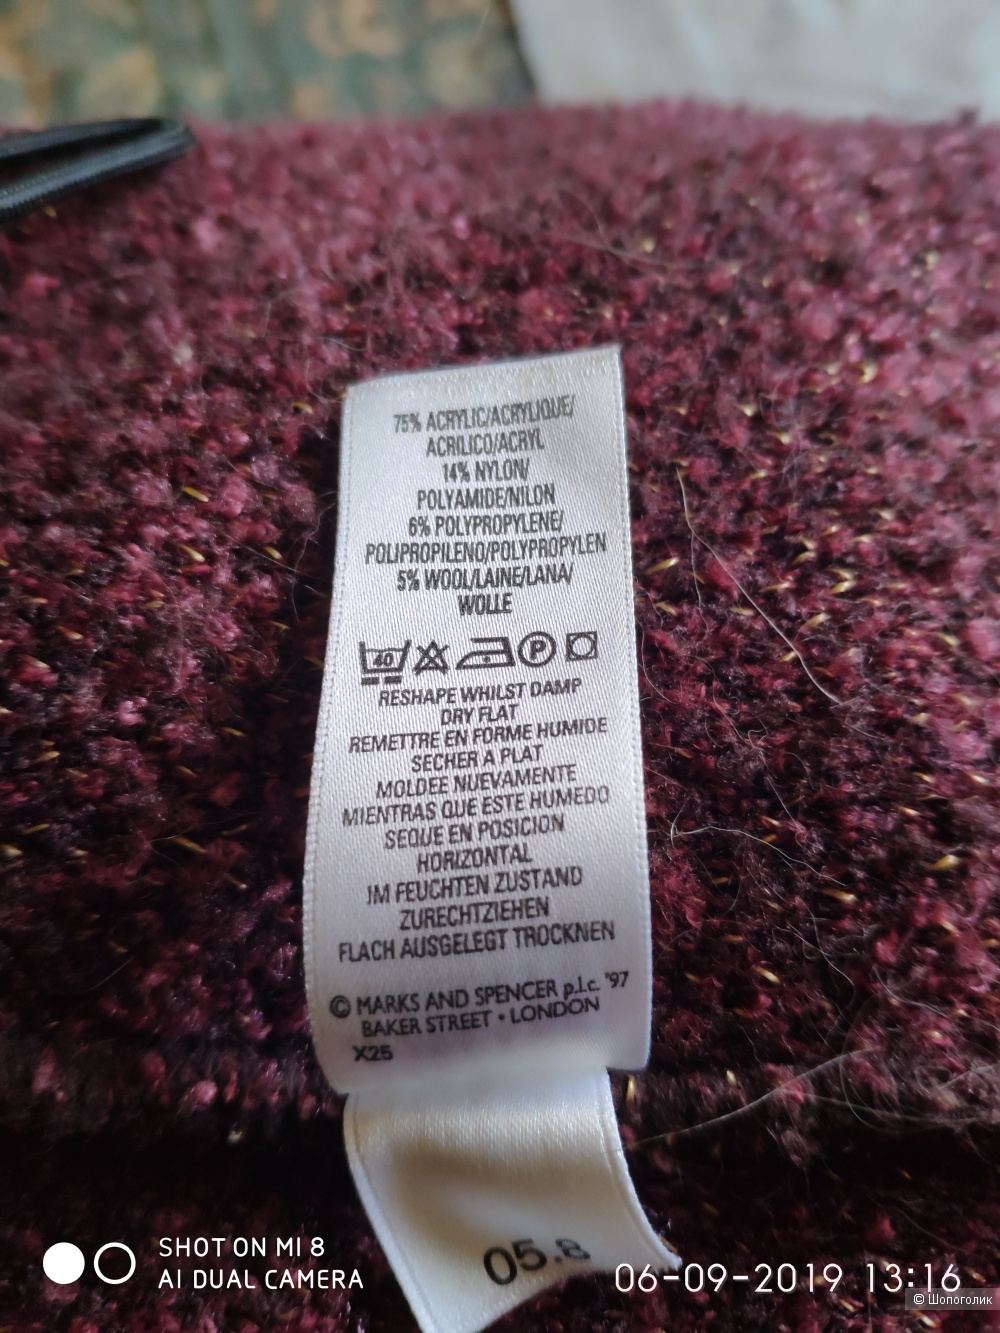 75% ACRYLIC/ACRYLIQUE/
ACRILICO/ACRYL
14% NYLON/
POLYAMIDE/NILON
6% POLYPROPYLENE/
POLIPROPILENO/POLYPROPYLEN
5% WOOL/LAINE/LANA/
WOLLE
40 P
RESHAPE WHILST DAMP
DRY FLAT
REMETTRE EN FORME HUMIDE
SECHER A PLAT
MOLDEE NUEVAMENTE
MIENTRAS QUE ESTE HUMEDO
SEQUE EN POSICION
HORIZONTAL
IM FEUCHTEN ZUSTAND
ZURECHTZIEHEN
FLACH AUSGELEGT TROCKNEN
© MARKS AND SPENCER p.l.c. '97
BAKER STREET • LONDON
X25
05.8
SHOT ON MI 8
AI DUAL CAMERA
06-09-2019 13:16
© Шопоголик